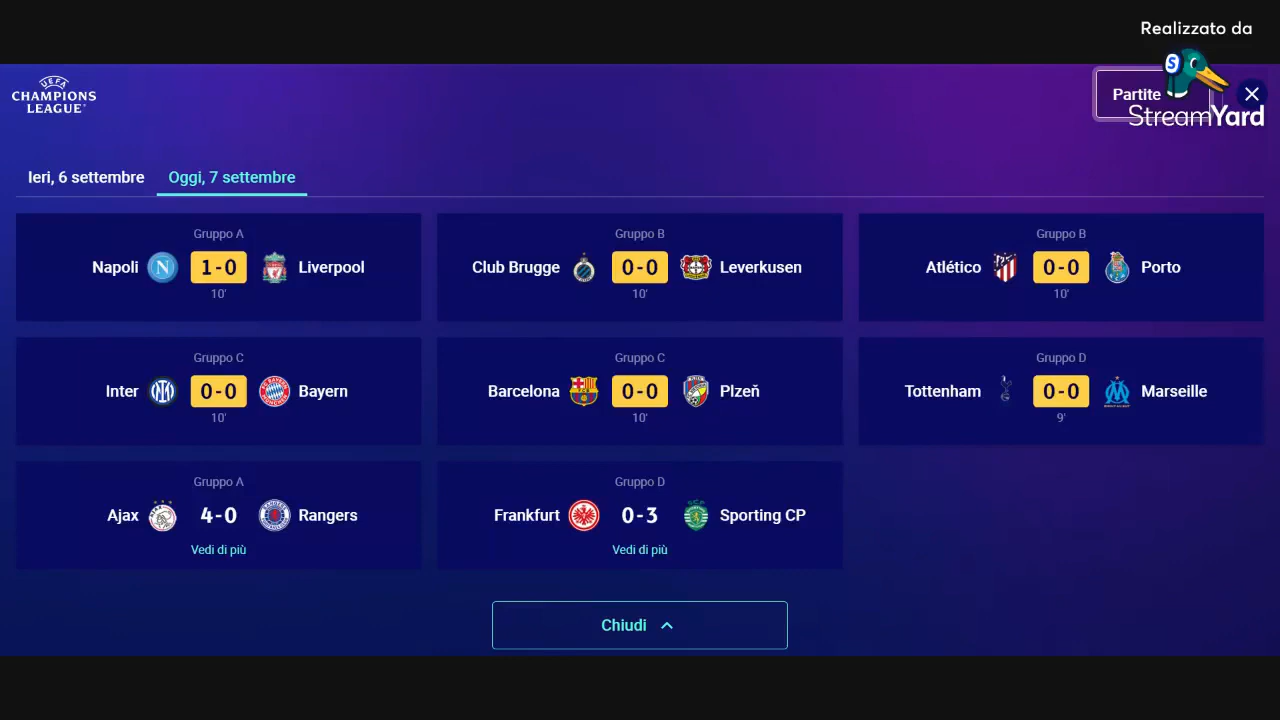 Realizzato da
StreamYard
UEFA
CHAMPIONS
LEAGUE
Partite
Ieri, 6 settembre
Oggi, 7 settembre
Gruppo A
Napoli 1-0 Liverpool
10'
Gruppo B
Club Brugge 0-0 Leverkusen
10'
Gruppo B
Atlético 0-0 Porto
10'
Gruppo C
Inter 0-0 Bayern
10'
Gruppo C
Barcelona 0-0 Plzeň
10'
Gruppo D
Tottenham 0-0 Marseille
9'
Gruppo A
Ajax 4-0 Rangers
Vedi di più
Gruppo D
Frankfurt 0-3 Sporting CP
Vedi di più
Chiudi